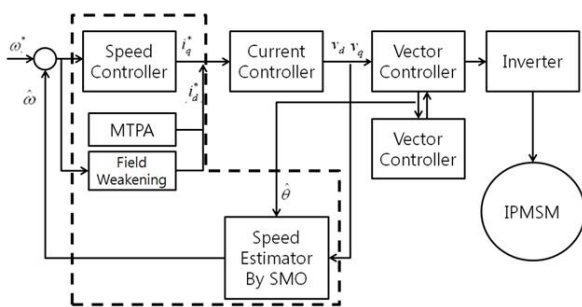 ω*
Speed
Controller
i*q
Current
Controller
vd vq
Vector
Controller
Inverter
ω̂
i*d
MTPA
Field
Weakening
Vector
Controller
θ̂
Speed
Estimator
By SMO
IPMSM